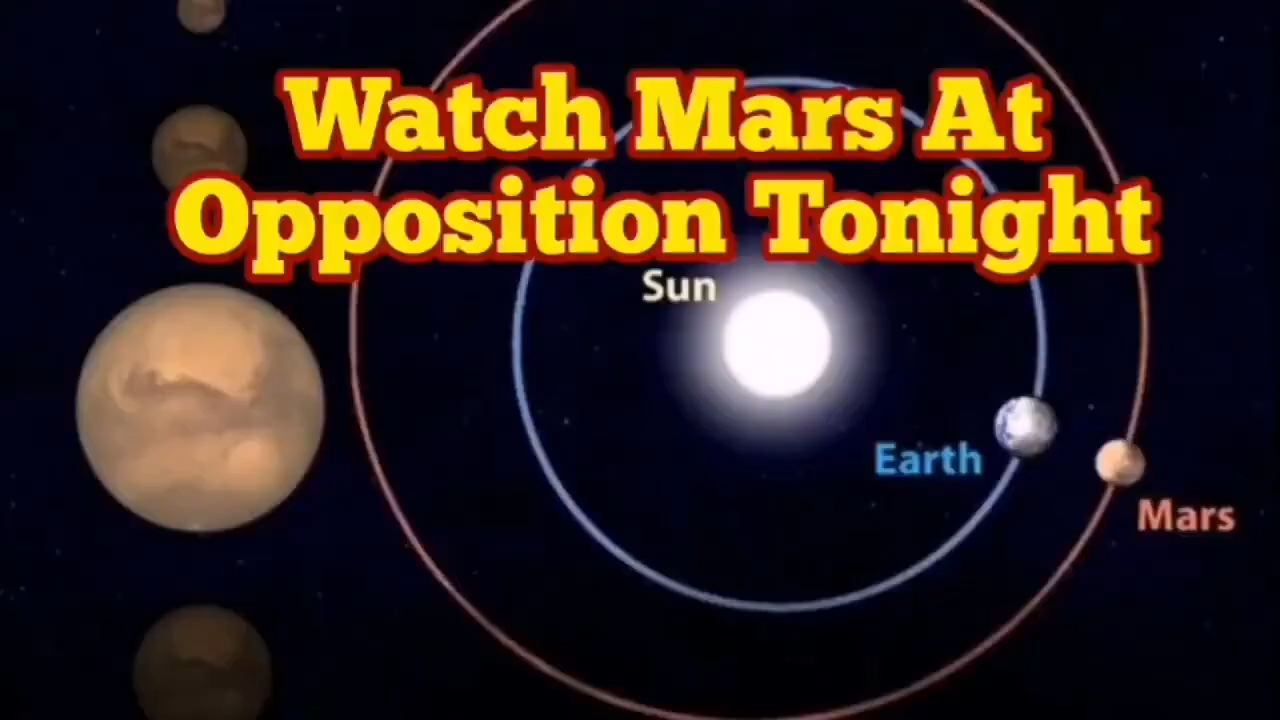 Watch Mars At
Opposition Tonight
Sun
Earth
Mars